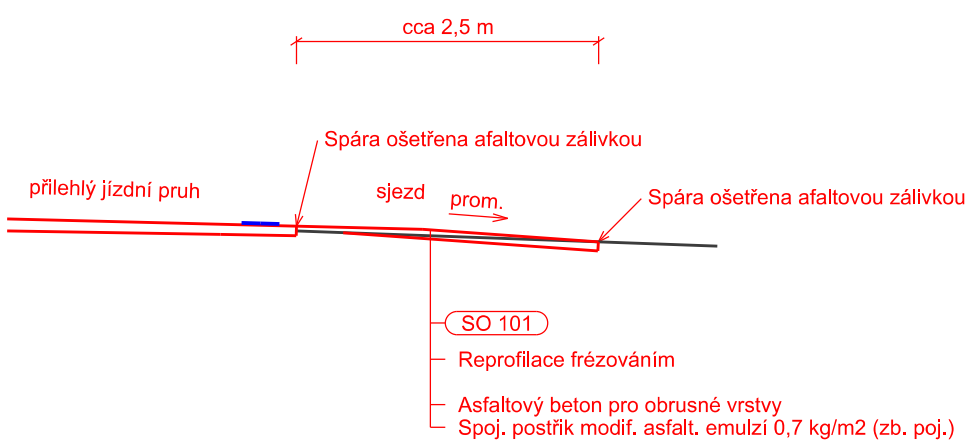 cca 2,5 m
Spára ošetřena afaltovou zálivkou
přilehlý jízdní pruh
sjezd
prom.
Spára ošetřena afaltovou zálivkou
SO 101
Reprofilace frézováním
Asfaltový beton pro obrusné vrstvy
Spoj. postřik modif. asfalt. emulzí 0,7 kg/m2 (zb. poj.)